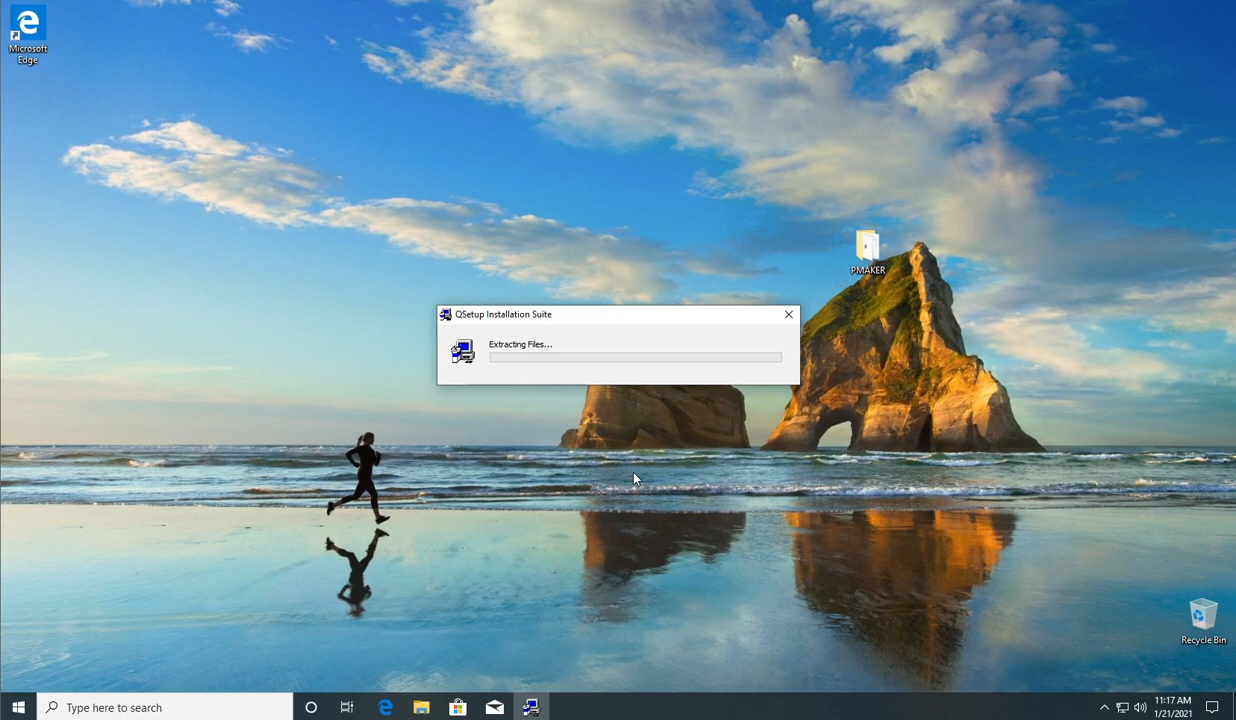 Microsoft
Edge
PMAKER
QSetup Installation Suite
Extracting Files...
Recycle Bin
Type here to search
11:17 AM
1/21/2021